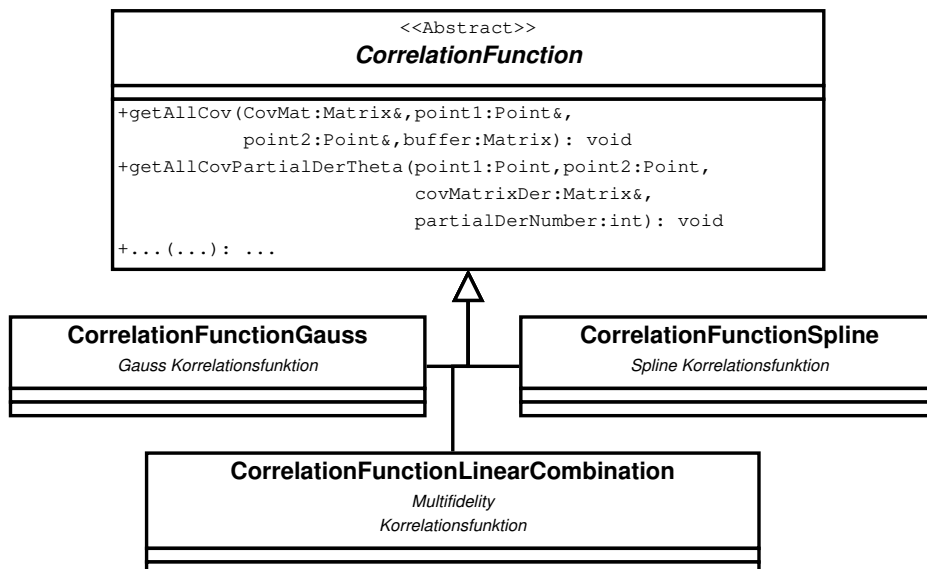 <<Abstract>>
CorrelationFunction
+getAllCov(CovMat:Matrix&,point1:Point&,
point2:Point&,buffer:Matrix): void
+getAllCovPartialDerTheta(point1:Point,point2:Point,
covMatrixDer:Matrix&,
partialDerNumber:int): void
+...(...): ...
CorrelationFunctionGauss
Gauss Korrelationsfunktion
CorrelationFunctionSpline
Spline Korrelationsfunktion
CorrelationFunctionLinearCombination
Multifidelity
Korrelationsfunktion